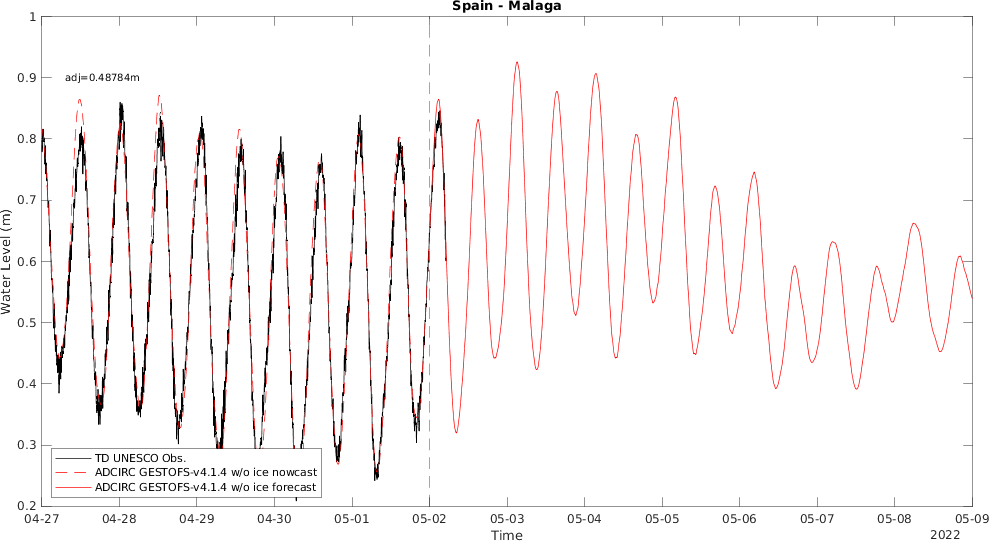 Spain - Malaga
1
0.9
0.8
0.7
0.6
0.5
0.4
0.3
0.2
Water Level (m)
adj=0.48784m
TD UNESCO Obs.
ADCIRC GESTOFS-v4.1.4 w/o ice nowcast
ADCIRC GESTOFS-v4.1.4 w/o ice forecast
04-27 04-28 04-29 04-30 05-01 05-02 05-03 05-04 05-05 05-06 05-07 05-08 05-09
Time
2022